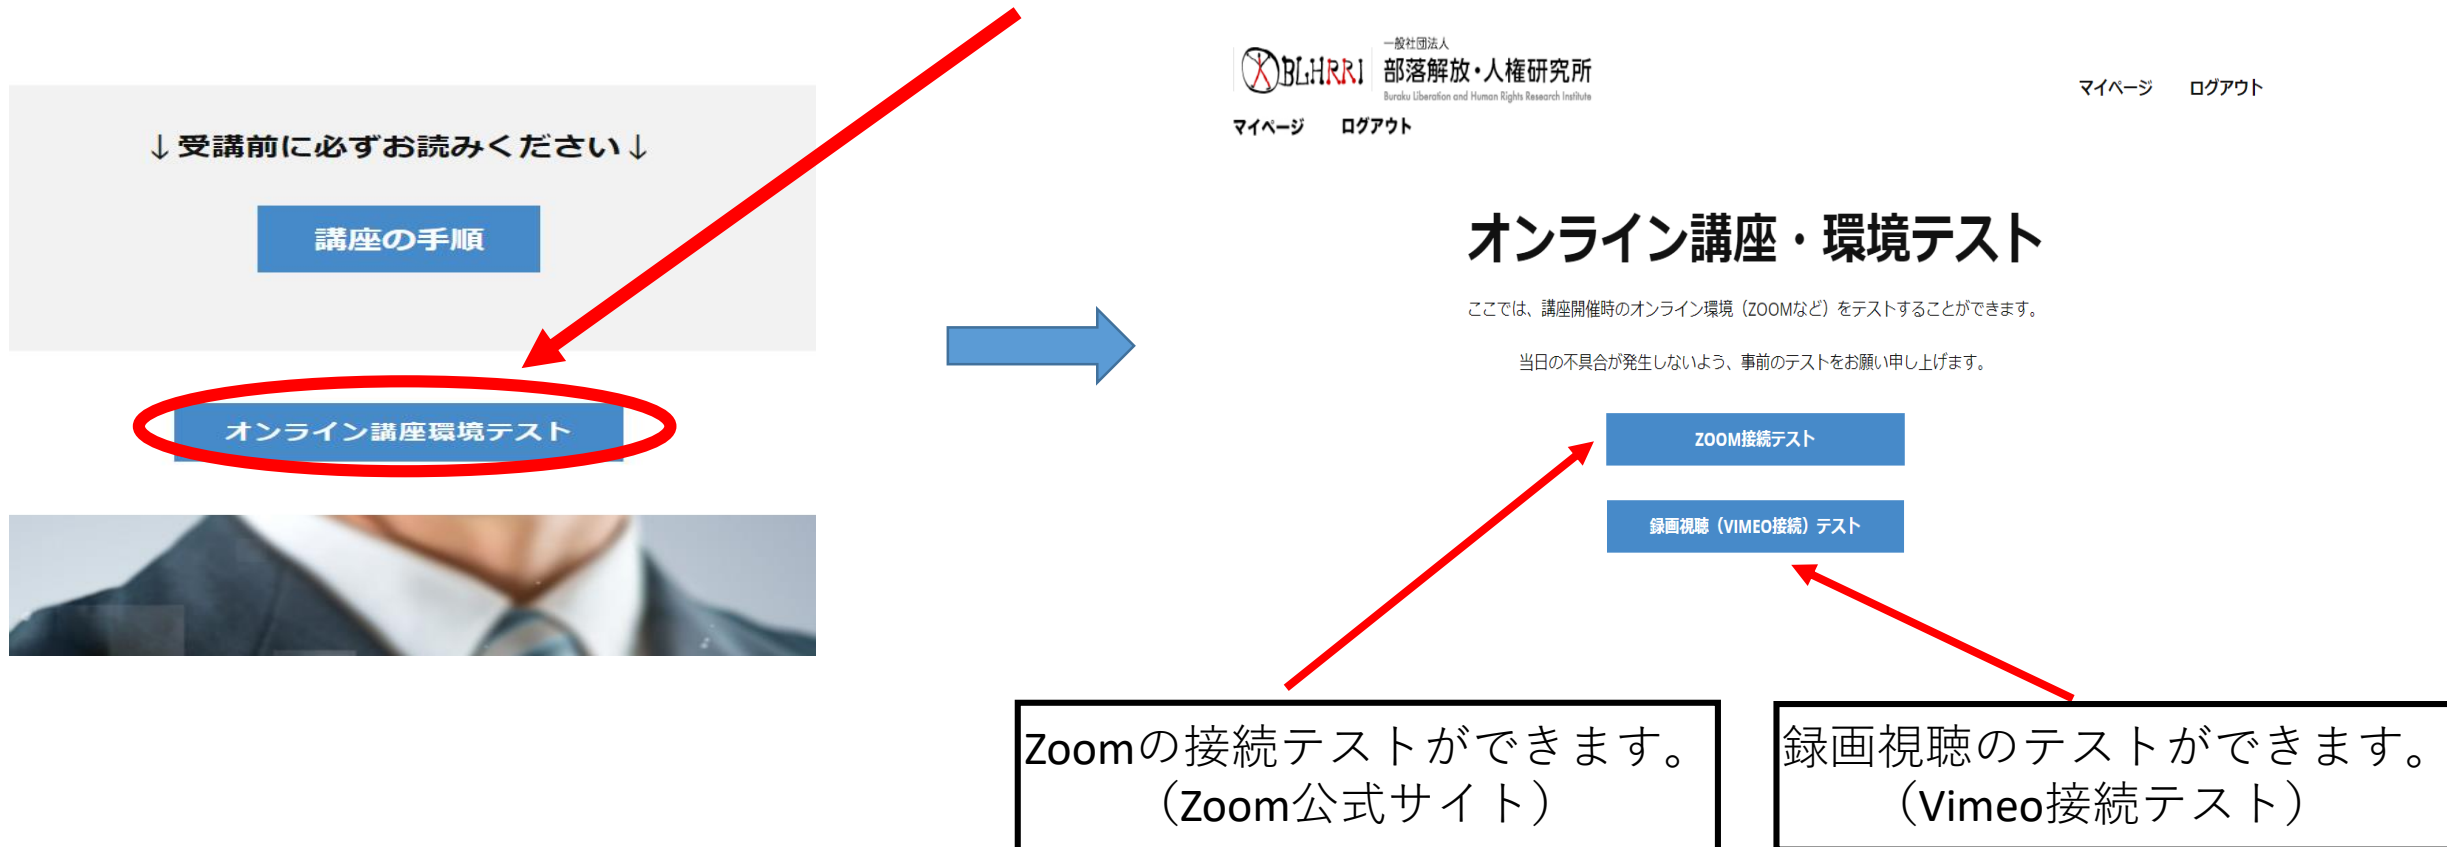 ↓受講前に必ずお読みください↓
講座の手順
オンライン講座環境テスト
BLHRRI
一般社団法人
部落解放・人権研究所
Buraku Liberation and Human Rights Research Institute
マイページ ログアウト
マイページ ログアウト
オンライン講座・環境テスト
ここでは、講座開催時のオンライン環境（ZOOMなど）をテストすることができます。
当日の不具合が発生しないよう、事前のテストをお願い申し上げます。
ZOOM接続テスト
録画視聴（VIMEO接続）テスト
Zoomの接続テストができます。
（Zoom公式サイト）
録画視聴のテストができます。
（Vimeo接続テスト）